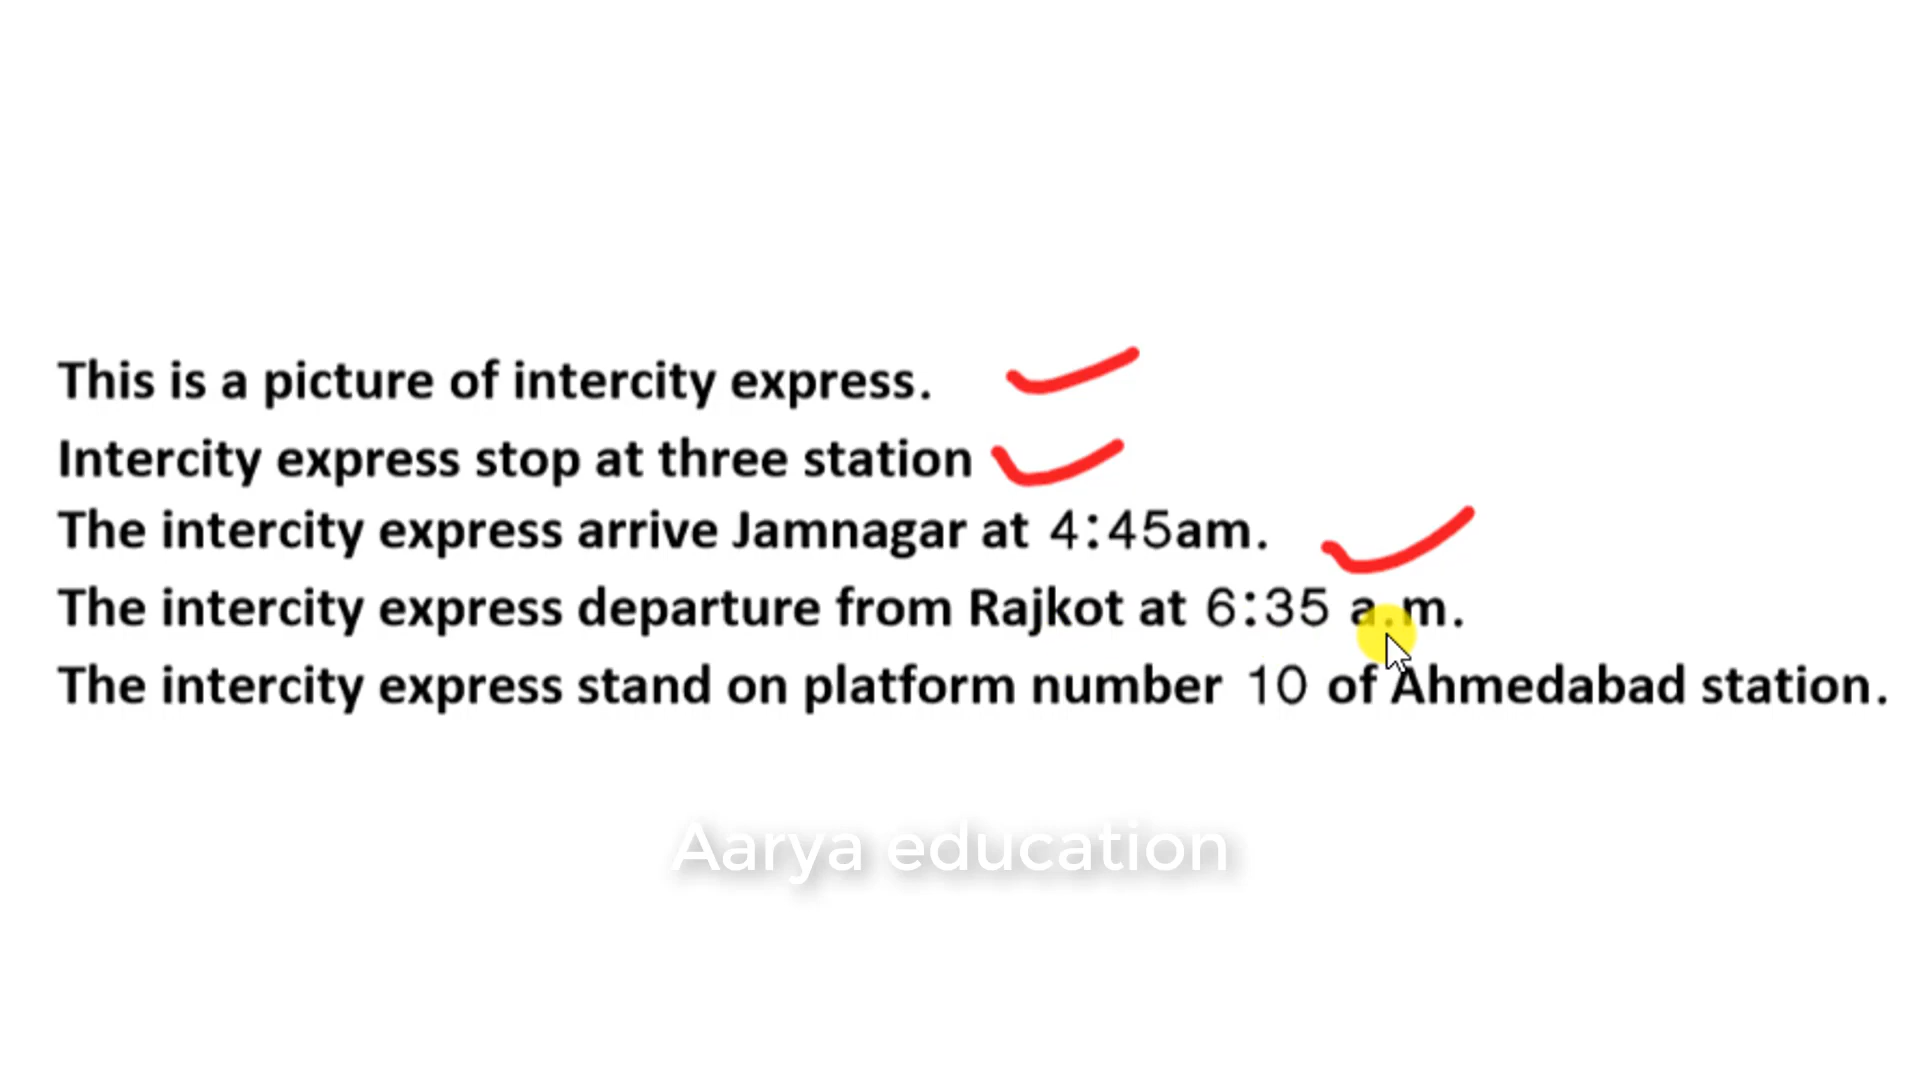 This is a picture of intercity express.
Intercity express stop at three station
The intercity express arrive Jamnagar at 4:45am.
The intercity express departure from Rajkot at 6:35 a.m.
The intercity express stand on platform number 10 of Ahmedabad station.
Aarya education